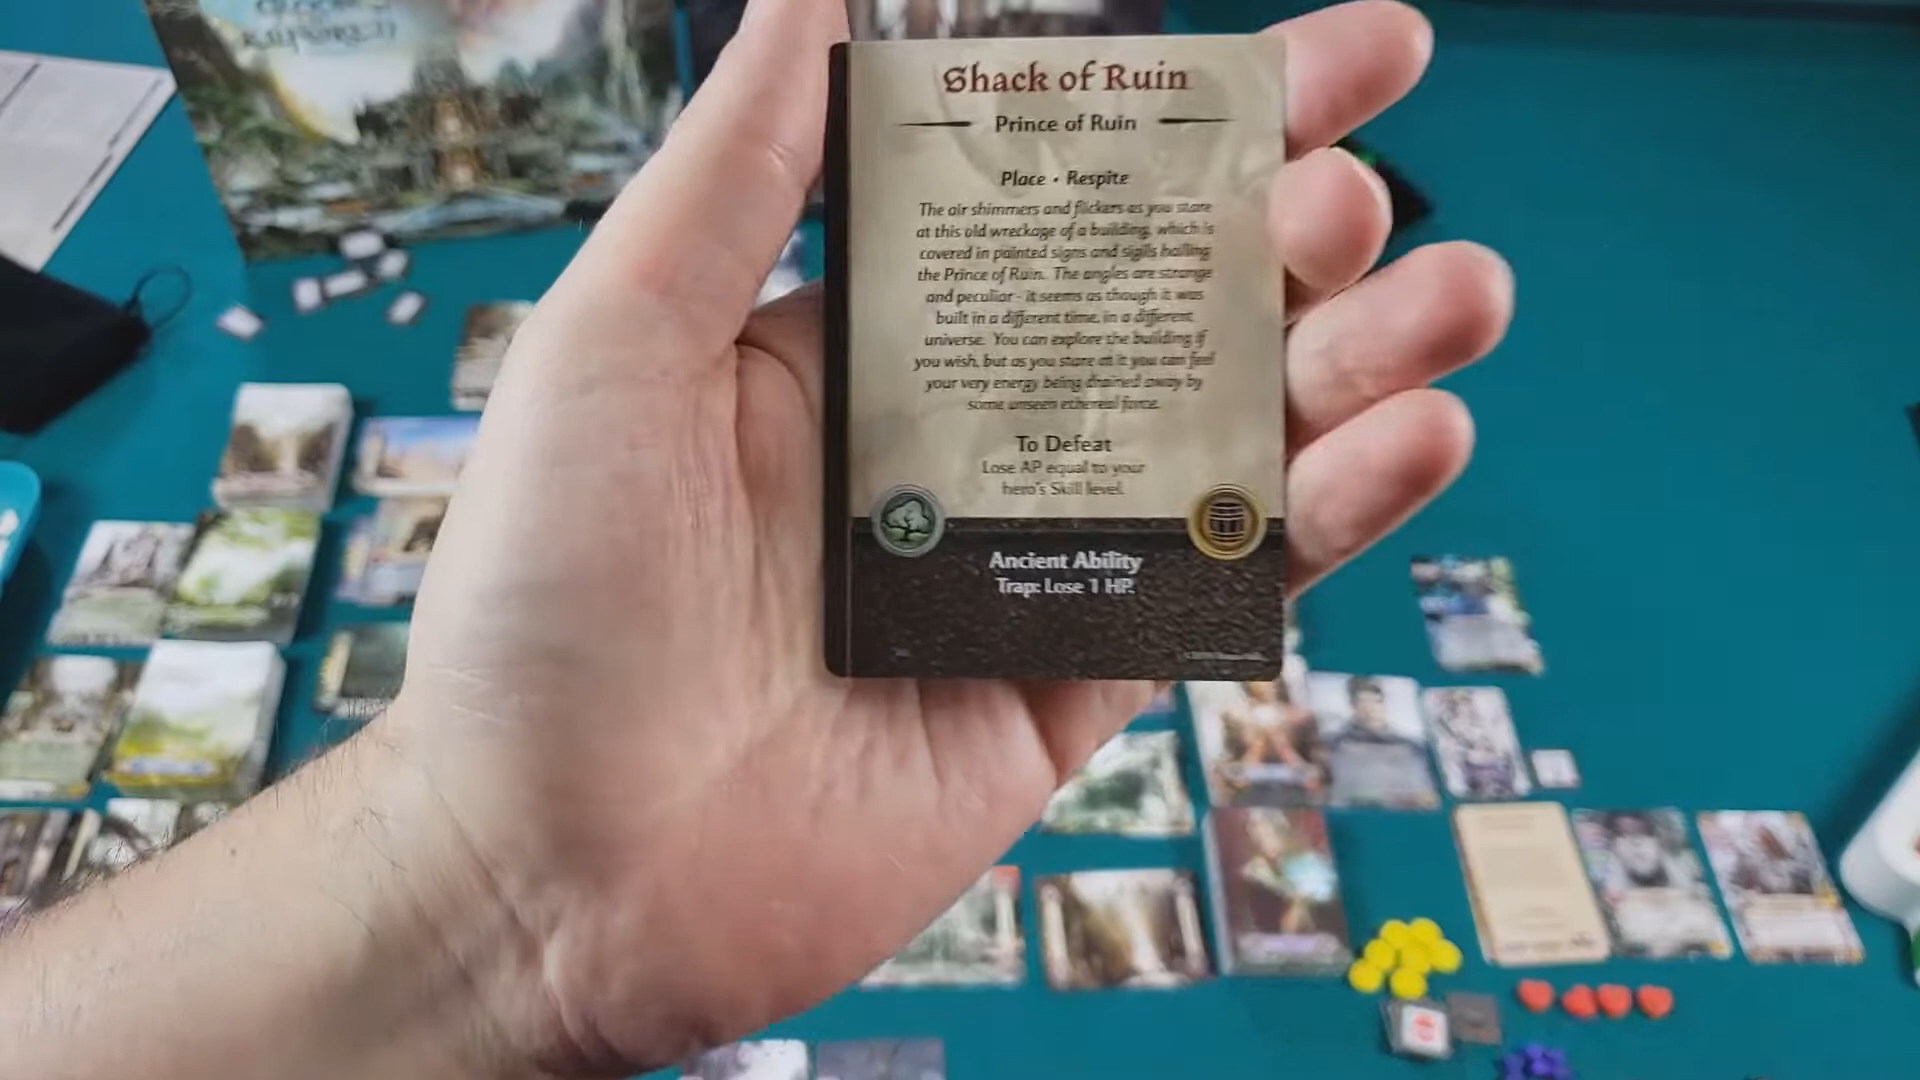 Shack of Ruin
Prince of Ruin
Place • Respite
The air shimmers and flickers as you stare
at this old wreckage of a building, which is
covered in painted signs and sigils hailing
the Prince of Ruin. The angles are strange
and peculiar - it seems as though it was
built in a different time, in a different
universe. You can explore the building if
you wish, but as you stare at it you can feel
your very energy being drained away by
some unseen ethereal force.
To Defeat
Lose AP equal to your
hero's Skill level.
Ancient Ability
Trap: Lose 1 HP.